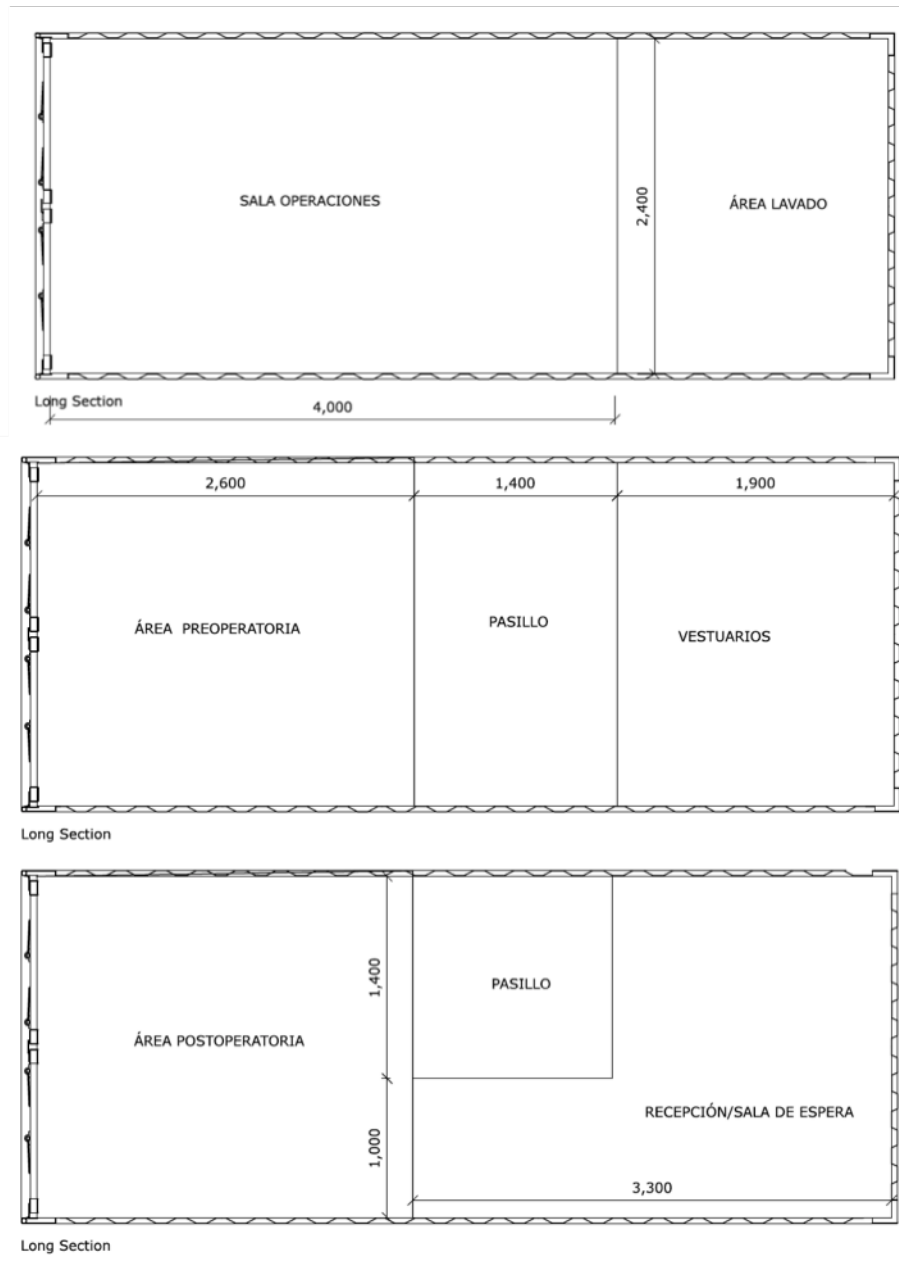 SALA OPERACIONES
2,400
ÁREA LAVADO
Long Section
4,000
2,600
1,400
1,900
ÁREA PREOPERATORIA
PASILLO
VESTUARIOS
Long Section
1,400
PASILLO
ÁREA POSTOPERATORIA
RECEPCIÓN/SALA DE ESPERA
1,000
3,300
Long Section